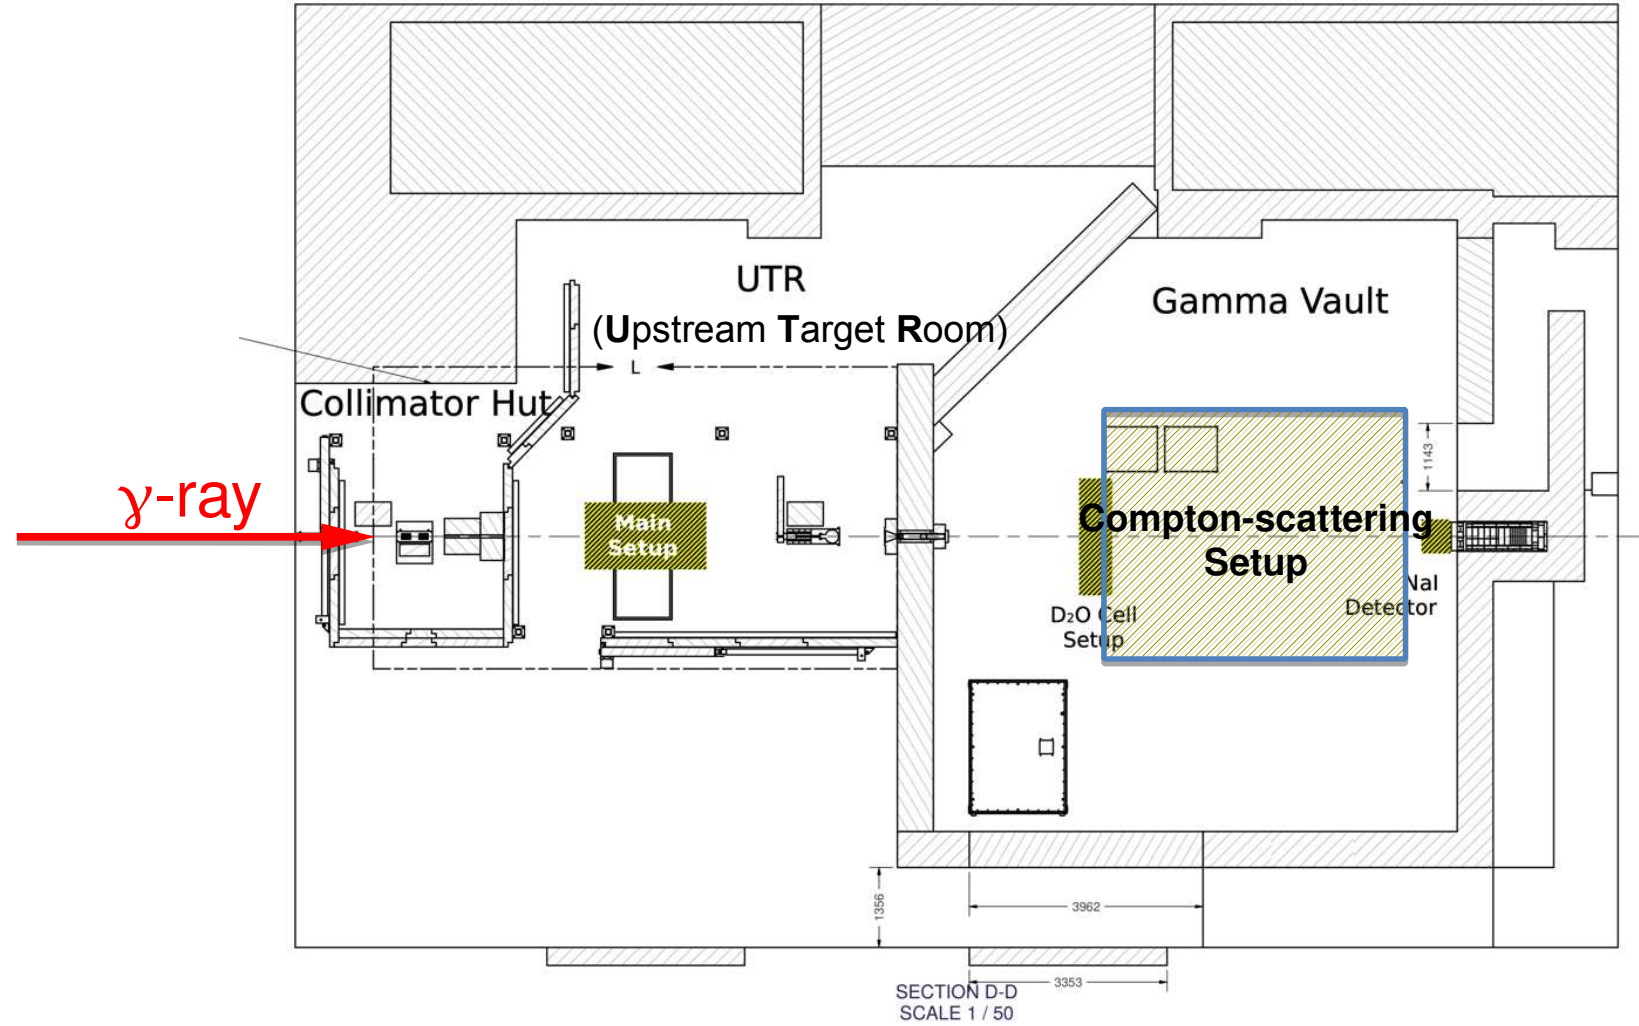 UTR
(Upstream Target Room)
L
Gamma Vault
Collimator Hut
γ-ray
Main
Setup
Compton-scattering
Setup
1143
D₂O Cell
Setup
NaI
Detector
1356
3962
3353
SECTION D-D
SCALE 1 / 50